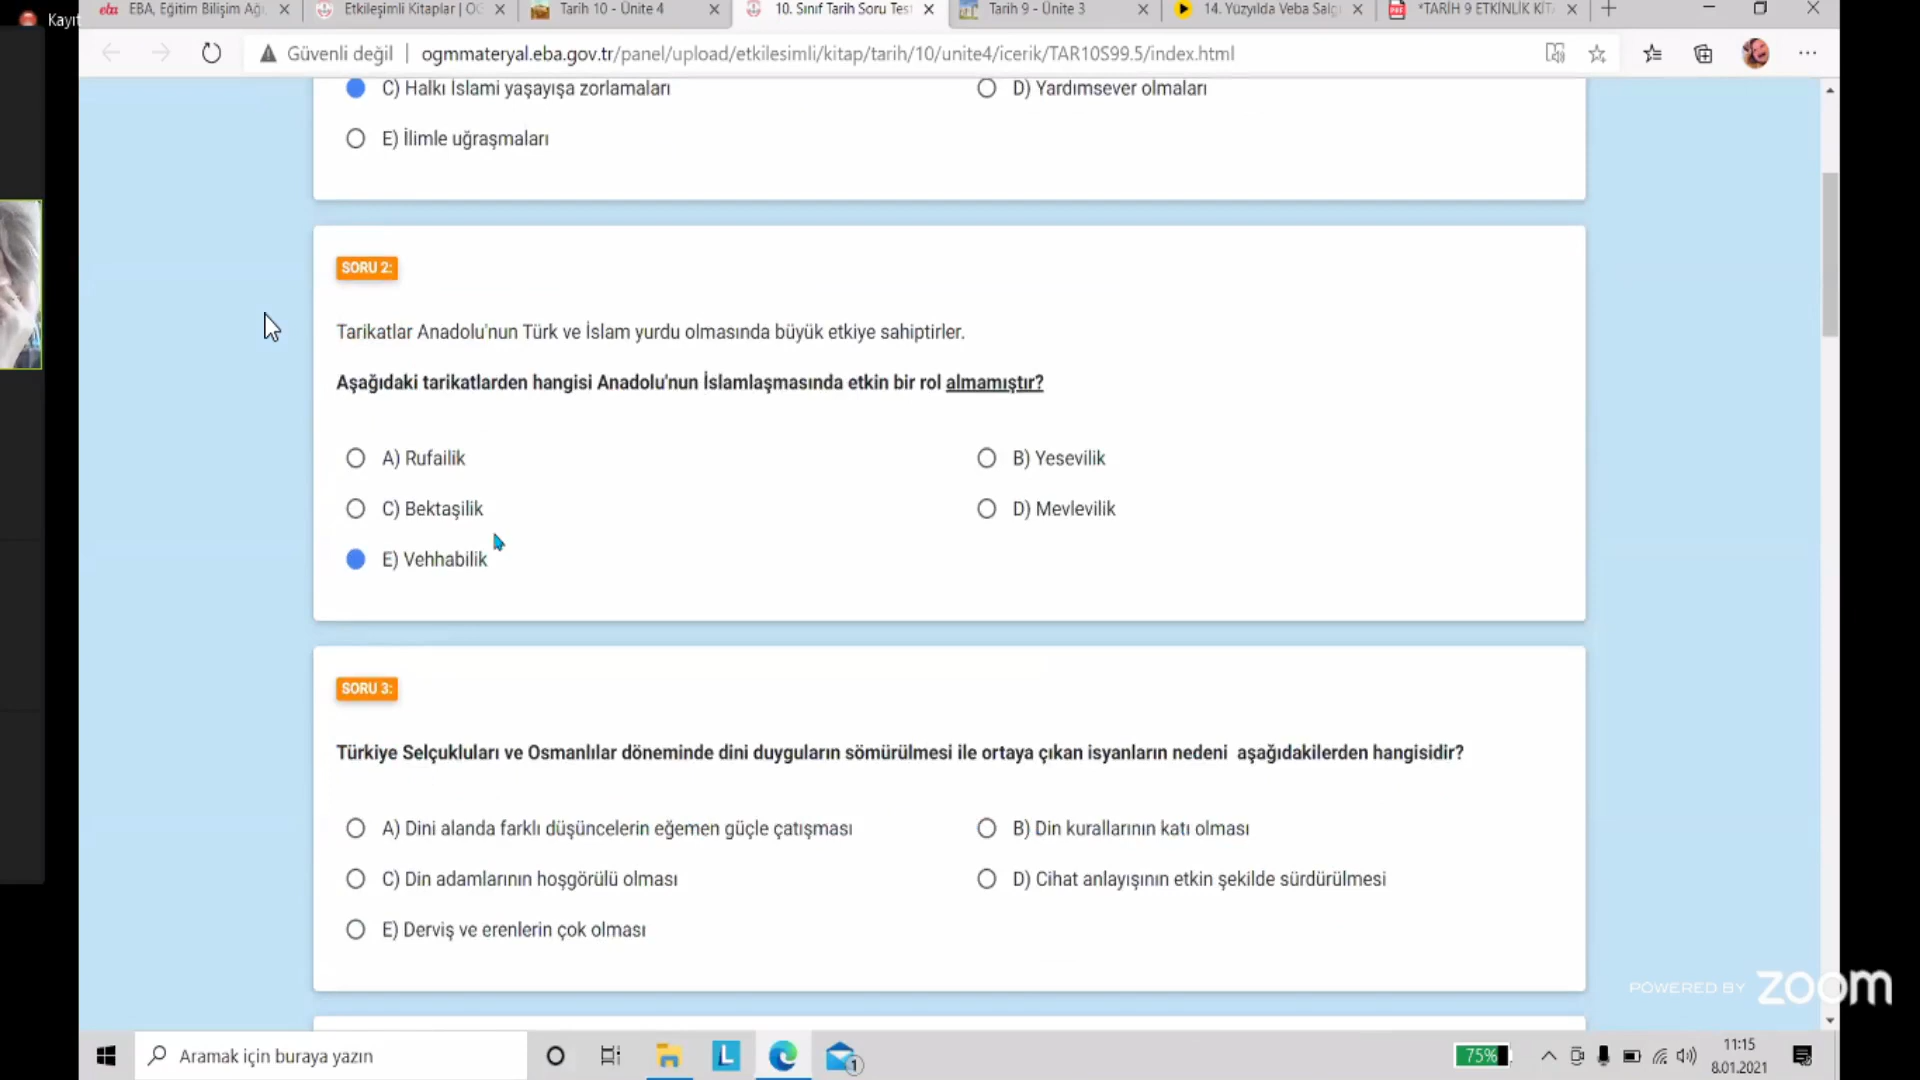 Kayıt
EBA, Eğitim Bilişim Ağı
Etkileşimli Kitaplar | OG
Tarih 10 - Ünite 4
10. Sınıf Tarih Soru Test
Tarih 9 - Ünite 3
14. Yüzyılda Veba Salgı
*TARİH 9 ETKİNLİK KİT
Güvenli değil
ogmmateryal.eba.gov.tr/panel/upload/etkilesimli/kitap/tarih/10/unite4/icerik/TAR10S99.5/index.html
C) Halkı İslami yaşayışa zorlamaları
D) Yardımsever olmaları
E) İlimle uğraşmaları
SORU 2:
Tarikatlar Anadolu'nun Türk ve İslam yurdu olmasında büyük etkiye sahiptirler.
Aşağıdaki tarikatlerden hangisi Anadolu'nun İslamlaşmasında etkin bir rol almamıştır?
A) Rufailik
B) Yesevilik
C) Bektaşilik
D) Mevlevilik
E) Vehhabilik
SORU 3:
Türkiye Selçukluları ve Osmanlılar döneminde dini duyguların sömürülmesi ile ortaya çıkan isyanların nedeni aşağıdakilerden hangisidir?
A) Dini alanda farklı düşüncelerin eğemen güçle çatışması
B) Din kurallarının katı olması
C) Din adamlarının hoşgörülü olması
D) Cihat anlayışının etkin şekilde sürdürülmesi
E) Derviş ve erenlerin çok olması
POWERED BY zoom
Aramak için buraya yazın
L
1
75%
11:15
8.01.2021